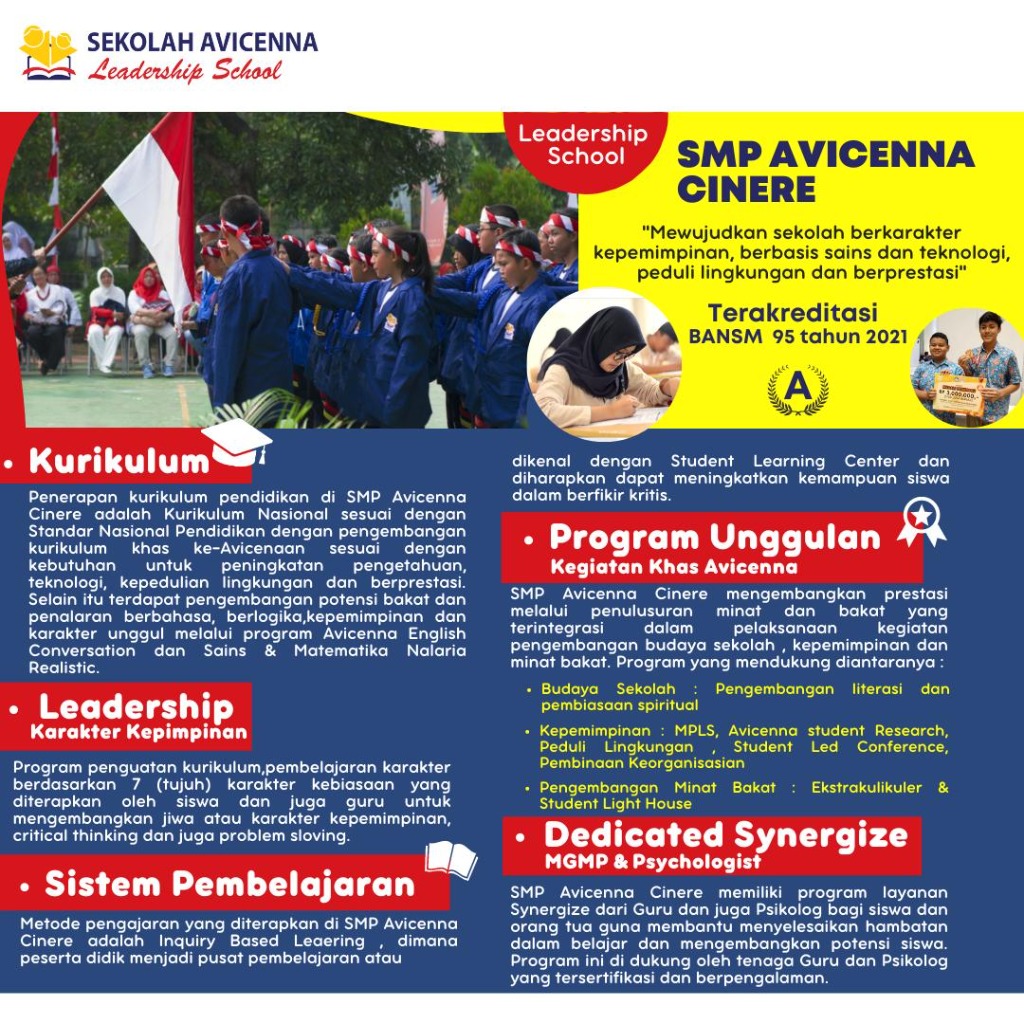 SEKOLAH AVICENNA
Leadership School
Leadership
School
SMP AVICENNA
CINERE
"Mewujudkan sekolah berkarakter
kepemimpinan, berbasis sains dan teknologi,
peduli lingkungan dan berprestasi"
Terakreditasi
BANSM 95 tahun 2021
A
• Kurikulum
Penerapan kurikulum pendidikan di SMP Avicenna
Cinere adalah Kurikulum Nasional sesuai dengan
Standar Nasional Pendidikan dengan pengembangan
kurikulum khas ke-Avicenaan sesuai dengan
kebutuhan untuk peningkatan pengetahuan,
teknologi, kepedulian lingkungan dan berprestasi.
Selain itu terdapat pengembangan potensi bakat dan
penalaran berbahasa, berlogika,kepemimpinan dan
karakter unggul melalui program Avicenna English
Conversation dan Sains & Matematika Nalaria
Realistic.
• Leadership
Karakter Kepimpinan
Program penguatan kurikulum,pembelajaran karakter
berdasarkan 7 (tujuh) karakter kebiasaan yang
diterapkan oleh siswa dan juga guru untuk
mengembangkan jiwa atau karakter kepemimpinan,
critical thinking dan juga problem sloving.
• Sistem Pembelajaran
Metode pengajaran yang diterapkan di SMP Avicenna
Cinere adalah Inquiry Based Leaering , dimana
peserta didik menjadi pusat pembelajaran atau
dikenal dengan Student Learning Center dan
diharapkan dapat meningkatkan kemampuan siswa
dalam berfikir kritis.
• Program Unggulan
Kegiatan Khas Avicenna
SMP Avicenna Cinere mengembangkan prestasi
melalui penulusuran minat dan bakat yang
terintegrasi dalam pelaksanaan kegiatan
pengembangan budaya sekolah , kepemimpinan dan
minat bakat. Program yang mendukung diantaranya :
• Budaya Sekolah : Pengembangan literasi dan
pembiasaan spiritual
• Kepemimpinan : MPLS, Avicenna student Research,
Peduli Lingkungan , Student Led Conference,
Pembinaan Keorganisasian
• Pengembangan Minat Bakat : Ekstrakulikuler &
Student Light House
• Dedicated Synergize
MGMP & Psychologist
SMP Avicenna Cinere memiliki program layanan
Synergize dari Guru dan juga Psikolog bagi siswa dan
orang tua guna membantu menyelesaikan hambatan
dalam belajar dan mengembangkan potensi siswa.
Program ini di dukung oleh tenaga Guru dan Psikolog
yang tersertifikasi dan berpengalaman.